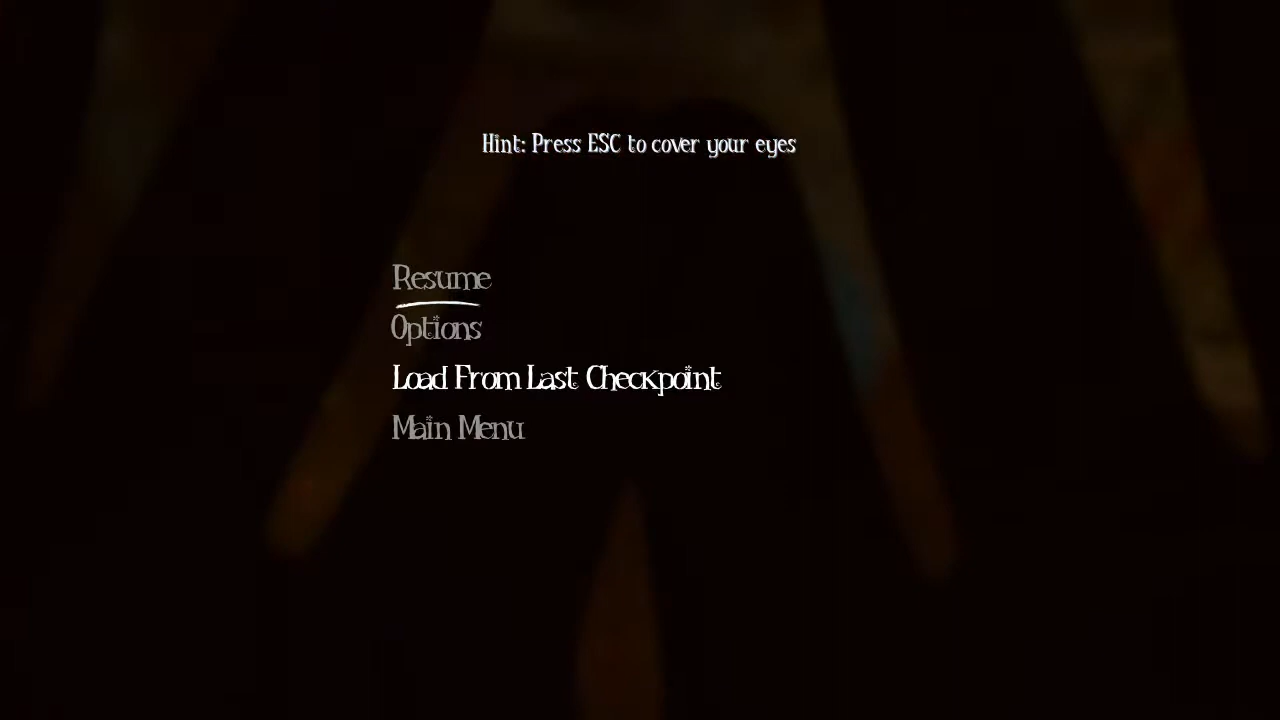 Hint: Press ESC to cover your eyes
Resume
Options
Load From Last Checkpoint
Main Menu